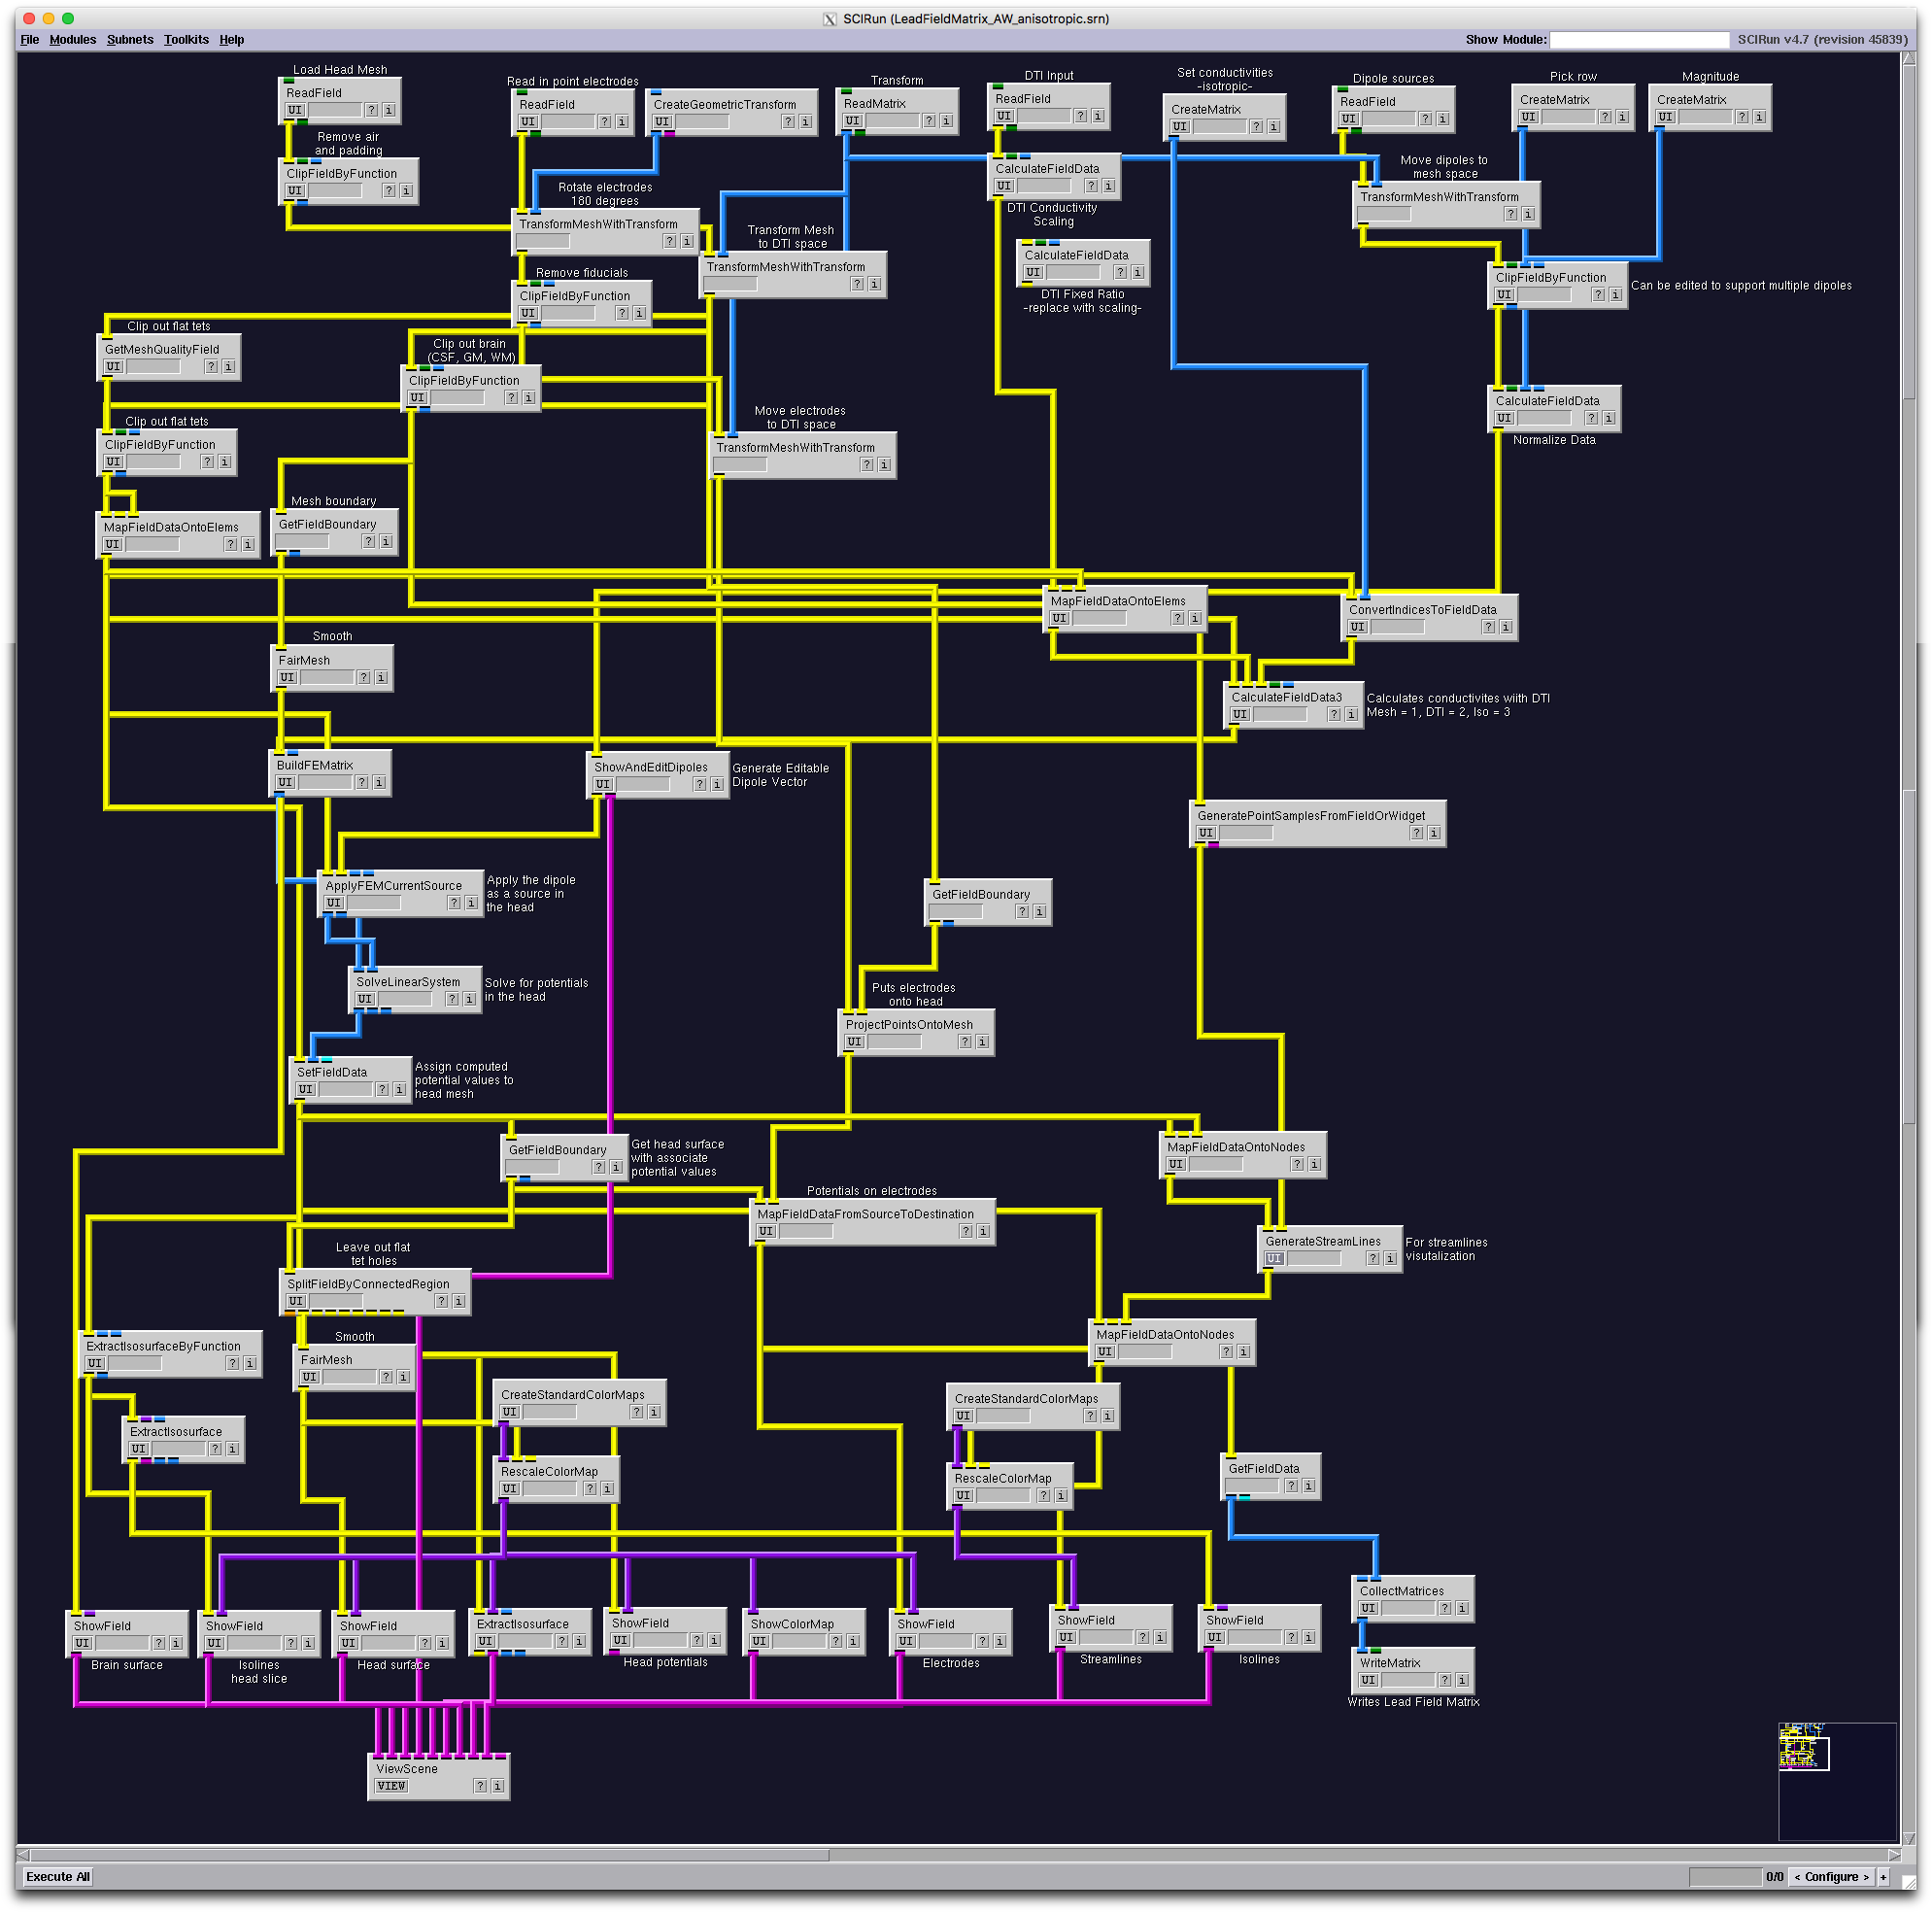 SCIRun (LeadFieldMatrix_AW_anisotropic.srn)
File Modules Subnets Toolkits Help
Show Module:
SCIRun v4.7 (revision 45839)
Load Head Mesh
ReadField
UI ? i
Remove air
and padding
ClipFieldByFunction
UI ? i
Read in point electrodes
ReadField
UI ? i
CreateGeometricTransform
UI ? i
Transform
ReadMatrix
UI ? i
DTI Input
ReadField
UI ? i
Set conductivities
-isotropic-
CreateMatrix
UI ? i
Dipole sources
ReadField
UI ? i
Pick row
CreateMatrix
UI ? i
Magnitude
CreateMatrix
UI ? i
Rotate electrodes
180 degrees
TransformMeshWithTransform
? i
CalculateFieldData
UI ? i
DTI Conductivity
Scaling
Move dipoles to
mesh space
TransformMeshWithTransform
? i
Transform Mesh
to DTI space
TransformMeshWithTransform
? i
CalculateFieldData
UI ? i
DTI Fixed Ratio
-replace with scaling-
ClipFieldByFunction
UI ? i
Can be edited to support multiple dipoles
Remove fiducials
ClipFieldByFunction
UI ? i
Clip out flat tets
GetMeshQualityField
UI ? i
Clip out brain
(CSF, GM, WM)
ClipFieldByFunction
UI ? i
CalculateFieldData
UI ? i
Normalize Data
Clip out flat tets
ClipFieldByFunction
UI ? i
Move electrodes
to DTI space
TransformMeshWithTransform
? i
MapFieldDataOntoElems
UI ? i
Mesh boundary
GetFieldBoundary
? i
MapFieldDataOntoElems
UI ? i
ConvertIndicesToFieldData
UI ? i
Smooth
FairMesh
UI ? i
CalculateFieldData3
UI ? i
Calculates conductivites wiith DTI
Mesh = 1, DTI = 2, Iso = 3
BuildFEMatrix
UI ? i
ShowAndEditDipoles
UI ? i
Generate Editable
Dipole Vector
GeneratePointSamplesFromFieldOrWidget
UI ? i
ApplyFEMCurrentSource
UI ? i
Apply the dipole
as a source in
the head
GetFieldBoundary
? i
SolveLinearSystem
UI ? i
Solve for potentials
in the head
Puts electrodes
onto head
ProjectPointsOntoMesh
UI ? i
SetFieldData
UI ? i
Assign computed
potential values to
head mesh
GetFieldBoundary
? i
Get head surface
with associate
potential values
MapFieldDataOntoNodes
UI ? i
Potentials on electrodes
MapFieldDataFromSourceToDestination
UI ? i
GenerateStreamLines
UI ? i
For streamlines
visutalization
Leave out flat
tet holes
SplitFieldByConnectedRegion
UI ? i
ExtractIsosurfaceByFunction
UI ? i
Smooth
FairMesh
UI ? i
MapFieldDataOntoNodes
UI ? i
CreateStandardColorMaps
UI ? i
CreateStandardColorMaps
UI ? i
ExtractIsosurface
UI ? i
RescaleColorMap
UI ? i
RescaleColorMap
UI ? i
GetFieldData
? i
CollectMatrices
UI ? i
ShowField
UI ? i
Brain surface
ShowField
UI ? i
Isolines
head slice
ShowField
UI ? i
Head surface
ExtractIsosurface
UI ? i
ShowField
UI ? i
Head potentials
ShowColorMap
UI ? i
ShowField
UI ? i
Electrodes
ShowField
UI ? i
Streamlines
ShowField
UI ? i
Isolines
WriteMatrix
UI ? i
Writes Lead Field Matrix
ViewScene
VIEW ? i
Execute All
0/0 < Configure > +